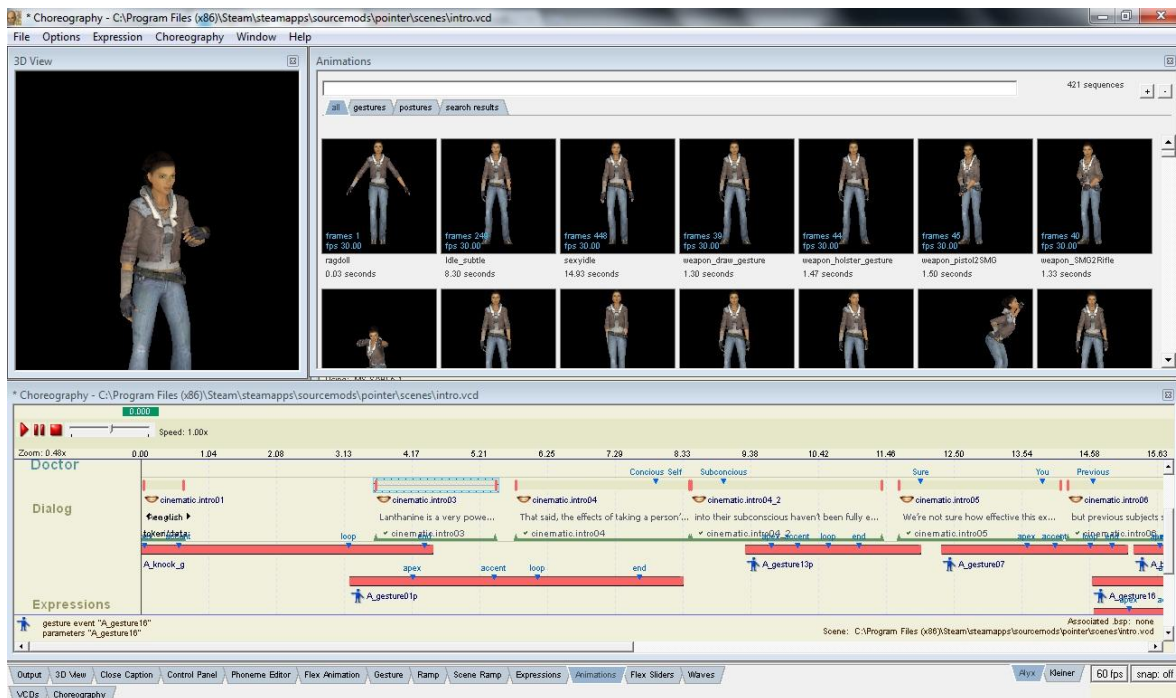 * Choreography - C:\Program Files (x86)\Steam\steamapps\sourcemods\pointer\scenes\intro.vcd
File Options Expression Choreography Window Help
3D View
Animations
421 sequences
+ -
all gestures postures search results
frames 1 frames 248 frames 448 frames 39 frames 44 frames 45 frames 40
fps 30.00 fps 30.00 fps 30.00 fps 30.00 fps 30.00 fps 30.00 fps 30.00
ragdoll Idle_subtle sexyidle weapon_draw_gesture weapon_holster_gesture weapon_pistol2SMG weapon_SMG2Rifle
0.03 seconds 8.30 seconds 14.93 seconds 1.30 seconds 1.47 seconds 1.50 seconds 1.33 seconds
* Choreography - C:\Program Files (x86)\Steam\steamapps\sourcemods\pointer\scenes\intro.vcd
0.000
Speed: 1.00x
Zoom: 0.48x 0.00 1.04 2.08 3.13 4.17 5.21 6.25 7.29 8.33 9.38 10.42 11.46 12.50 13.54 14.58 15.63
Doctor
Concious Self Subconcious Sure You Previous
cinematic.intro01 cinematic.intro03 cinematic.intro04 cinematic.intro04_2 cinematic.intro05 cinematic.intro06
Dialog
english Lanthanine is a very powe... That said, the effects of taking a person'... into their subconscious haven't been fully e... We're not sure how effective this ex... but previous subjects s
cinematic.intro03 cinematic.intro04 cinematic.intro04_2 cinematic.intro05 cinematic.intro06
loop end apex accent loop end apex accent loop end
A_knock_g A_gesture13p A_gesture07
apex accent loop end
A_gesture01p A_gesture16
Expressions
gesture event "A_gesture16"
parameters "A_gesture16"
Associated .bsp: none
Scene: C:\Program Files (x86)\Steam\steamapps\sourcemods\pointer\scenes\intro.vcd
Output 3D View Close Caption Control Panel Phoneme Editor Flex Animation Gesture Ramp Scene Ramp Expressions Animations Flex Sliders Waves
Alyx Kleiner 60 fps snap: off
VCDs Choreography